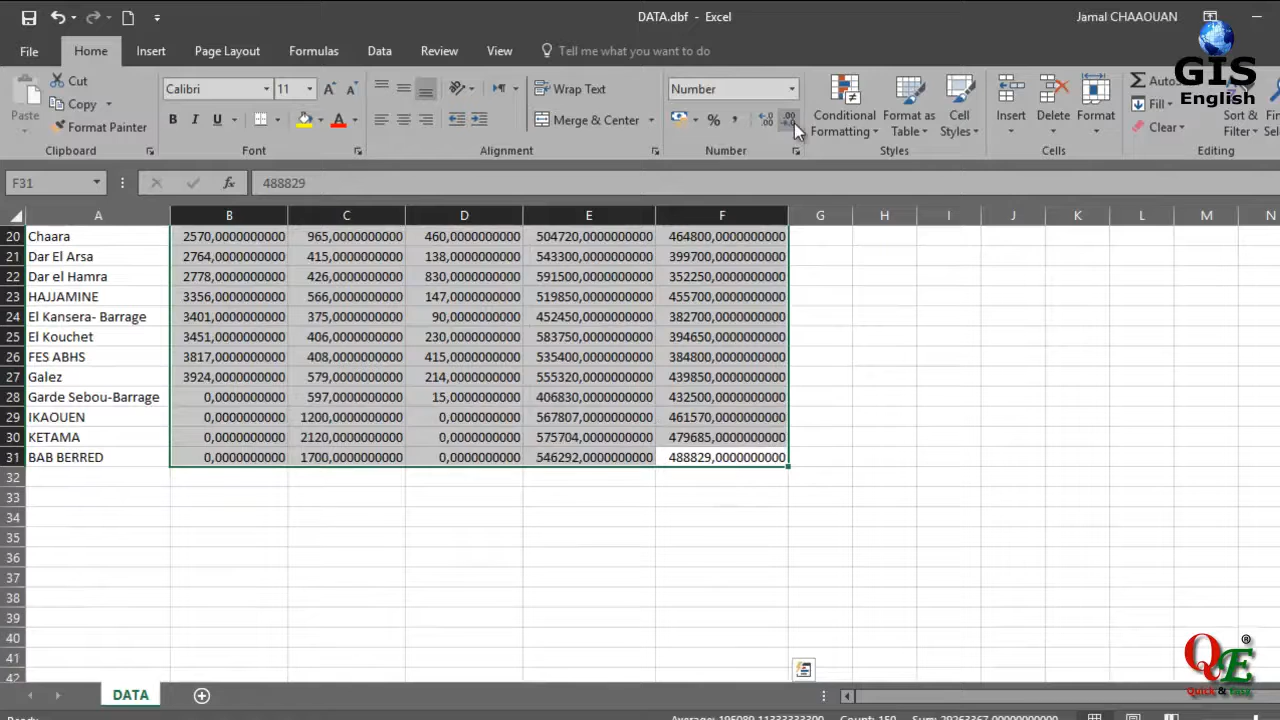 DATA.dbf - Excel
Jamal CHAAOUAN
File Home Insert Page Layout Formulas Data Review View Tell me what you want to do
GIS
English
Cut
Copy
Format Painter
Paste
Clipboard
Calibri 11
B I U
Font
Wrap Text
Merge & Center
Alignment
Number
Number
Conditional Formatting
Format as Table
Cell Styles
Styles
Insert
Delete
Format
Cells
Fill
Clear
Sort &
Filter
Editing
F31 fx 488829
A B C D E F G H I J K L M N
20 Chaara 2570,0000000000 965,0000000000 460,0000000000 504720,0000000000 464800,0000000000
21 Dar El Arsa 2764,0000000000 415,0000000000 138,0000000000 543300,0000000000 399700,0000000000
22 Dar el Hamra 2778,0000000000 426,0000000000 830,0000000000 591500,0000000000 352250,0000000000
23 HAJJAMINE 3356,0000000000 566,0000000000 147,0000000000 519850,0000000000 455700,0000000000
24 El Kansera- Barrage 3401,0000000000 375,0000000000 90,0000000000 452450,0000000000 382700,0000000000
25 El Kouchet 3451,0000000000 406,0000000000 230,0000000000 583750,0000000000 394650,0000000000
26 FES ABHS 3817,0000000000 408,0000000000 415,0000000000 535400,0000000000 384800,0000000000
27 Galez 3924,0000000000 579,0000000000 214,0000000000 555320,0000000000 439850,0000000000
28 Garde Sebou-Barrage 0,0000000000 597,0000000000 15,0000000000 406830,0000000000 432500,0000000000
29 IKAOUEN 0,0000000000 1200,0000000000 0,0000000000 567807,0000000000 461570,9000000000
30 KETAMA 0,0000000000 2120,0000000000 0,0000000000 575704,0000000000 479685,0000000000
31 BAB BERRED 0,0000000000 1700,0000000000 0,0000000000 546292,0000000000 488829,0000000000
32
33
34
35
36
37
38
39
40
41
42
QE ®
Quick & Easy
DATA